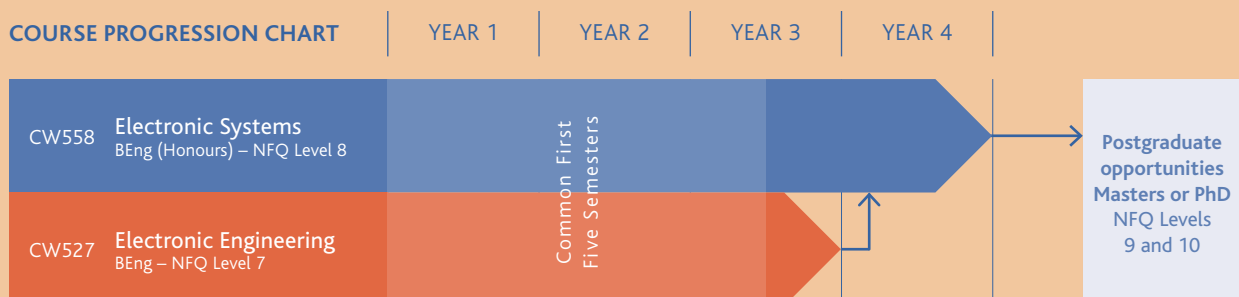 COURSE PROGRESSION CHART
YEAR 1
YEAR 2
YEAR 3
YEAR 4
CW558
Electronic Systems
BEng (Honours) – NFQ Level 8
CW527
Electronic Engineering
BEng – NFQ Level 7
Common First
Five Semesters
Postgraduate
opportunities
Masters or PhD
NFQ Levels
9 and 10